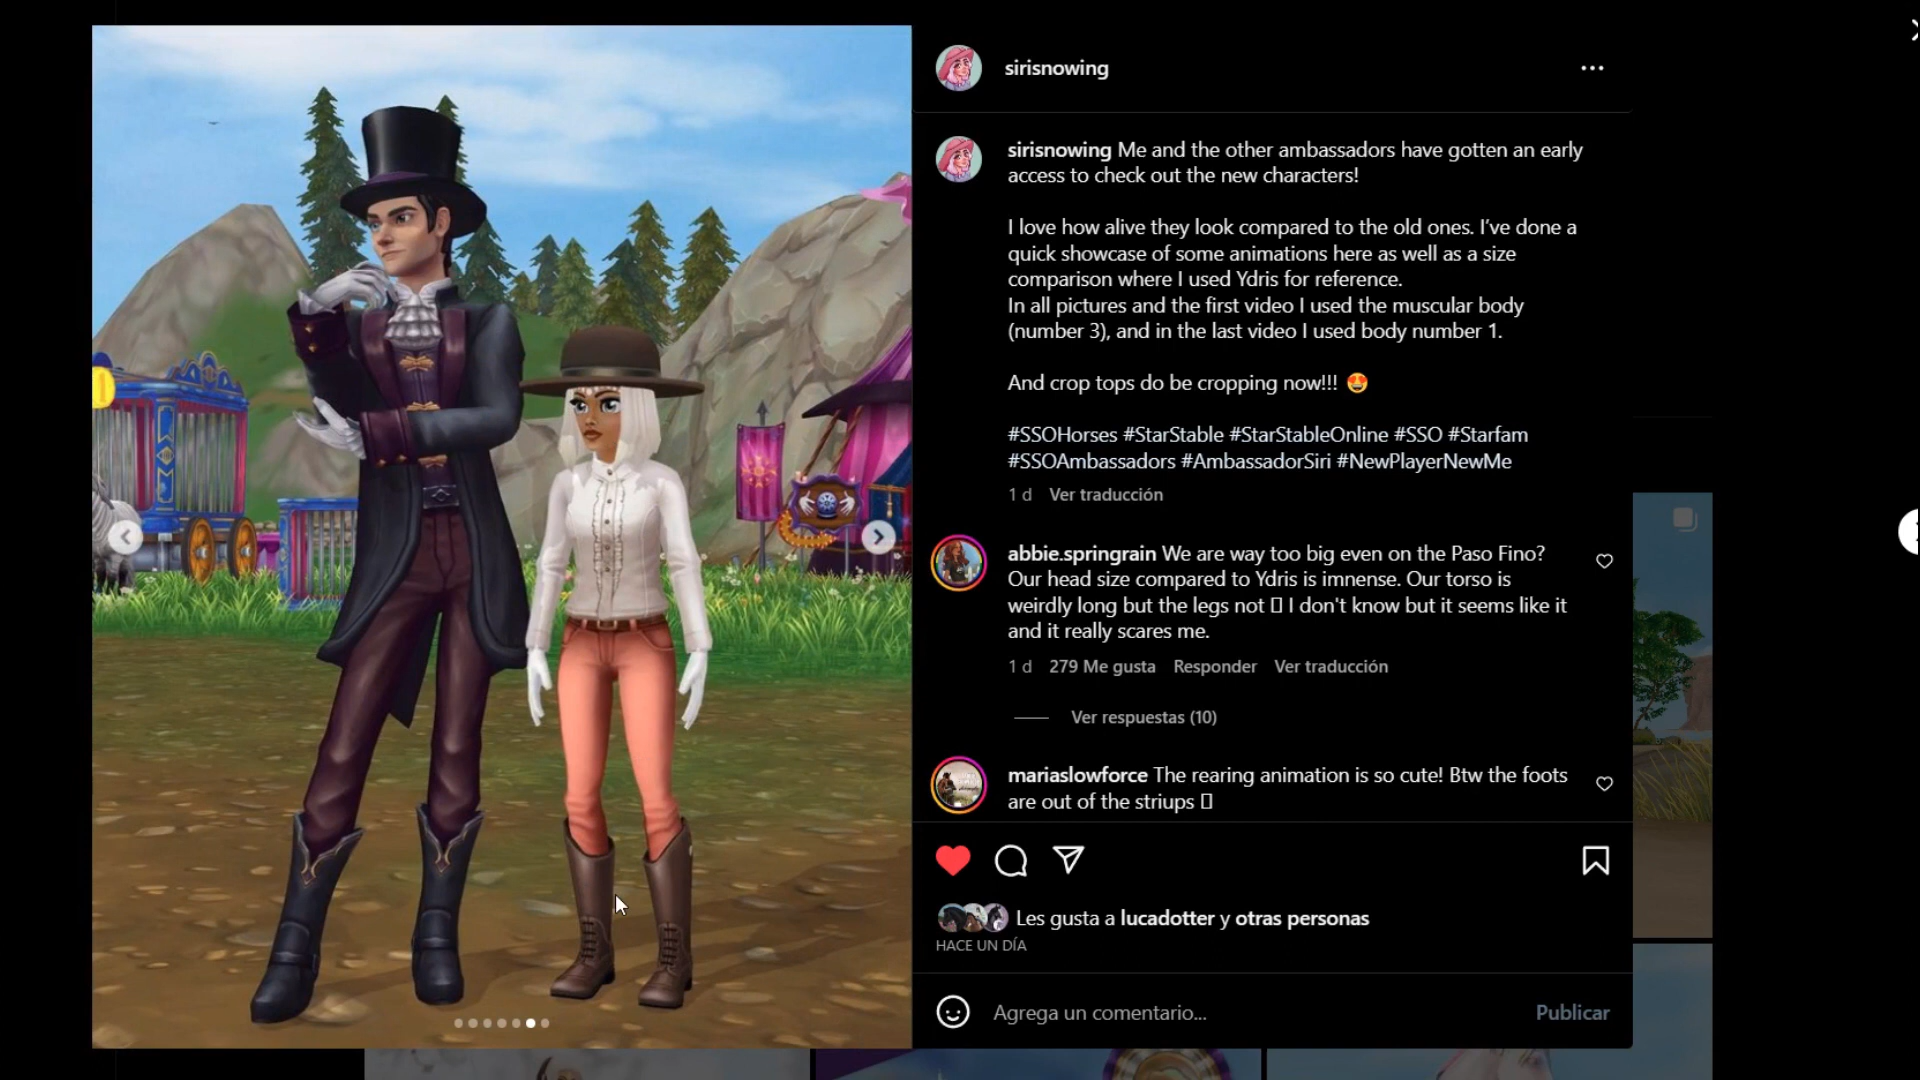 sirisnowing
sirisnowing Me and the other ambassadors have gotten an early
access to check out the new characters!
I love how alive they look compared to the old ones. I've done a
quick showcase of some animations here as well as a size
comparison where I used Ydris for reference.
In all pictures and the first video I used the muscular body
(number 3), and in the last video I used body number 1.
And crop tops do be cropping now!!! 😍
#SSOHorses #StarStable #StarStableOnline #SSO #Starfam
#SSOAmbassadors #AmbassadorSiri #NewPlayerNewMe
1 d Ver traducción
abbie.springrain We are way too big even on the Paso Fino?
Our head size compared to Ydris is imnense. Our torso is
weirdly long but the legs not I don't know but it seems like it
and it really scares me.
1 d 279 Me gusta Responder Ver traducción
Ver respuestas (10)
mariaslowforce The rearing animation is so cute! Btw the foots
are out of the striups
Les gusta a lucadotter y otras personas
HACE UN DÍA
Agrega un comentario...
Publicar